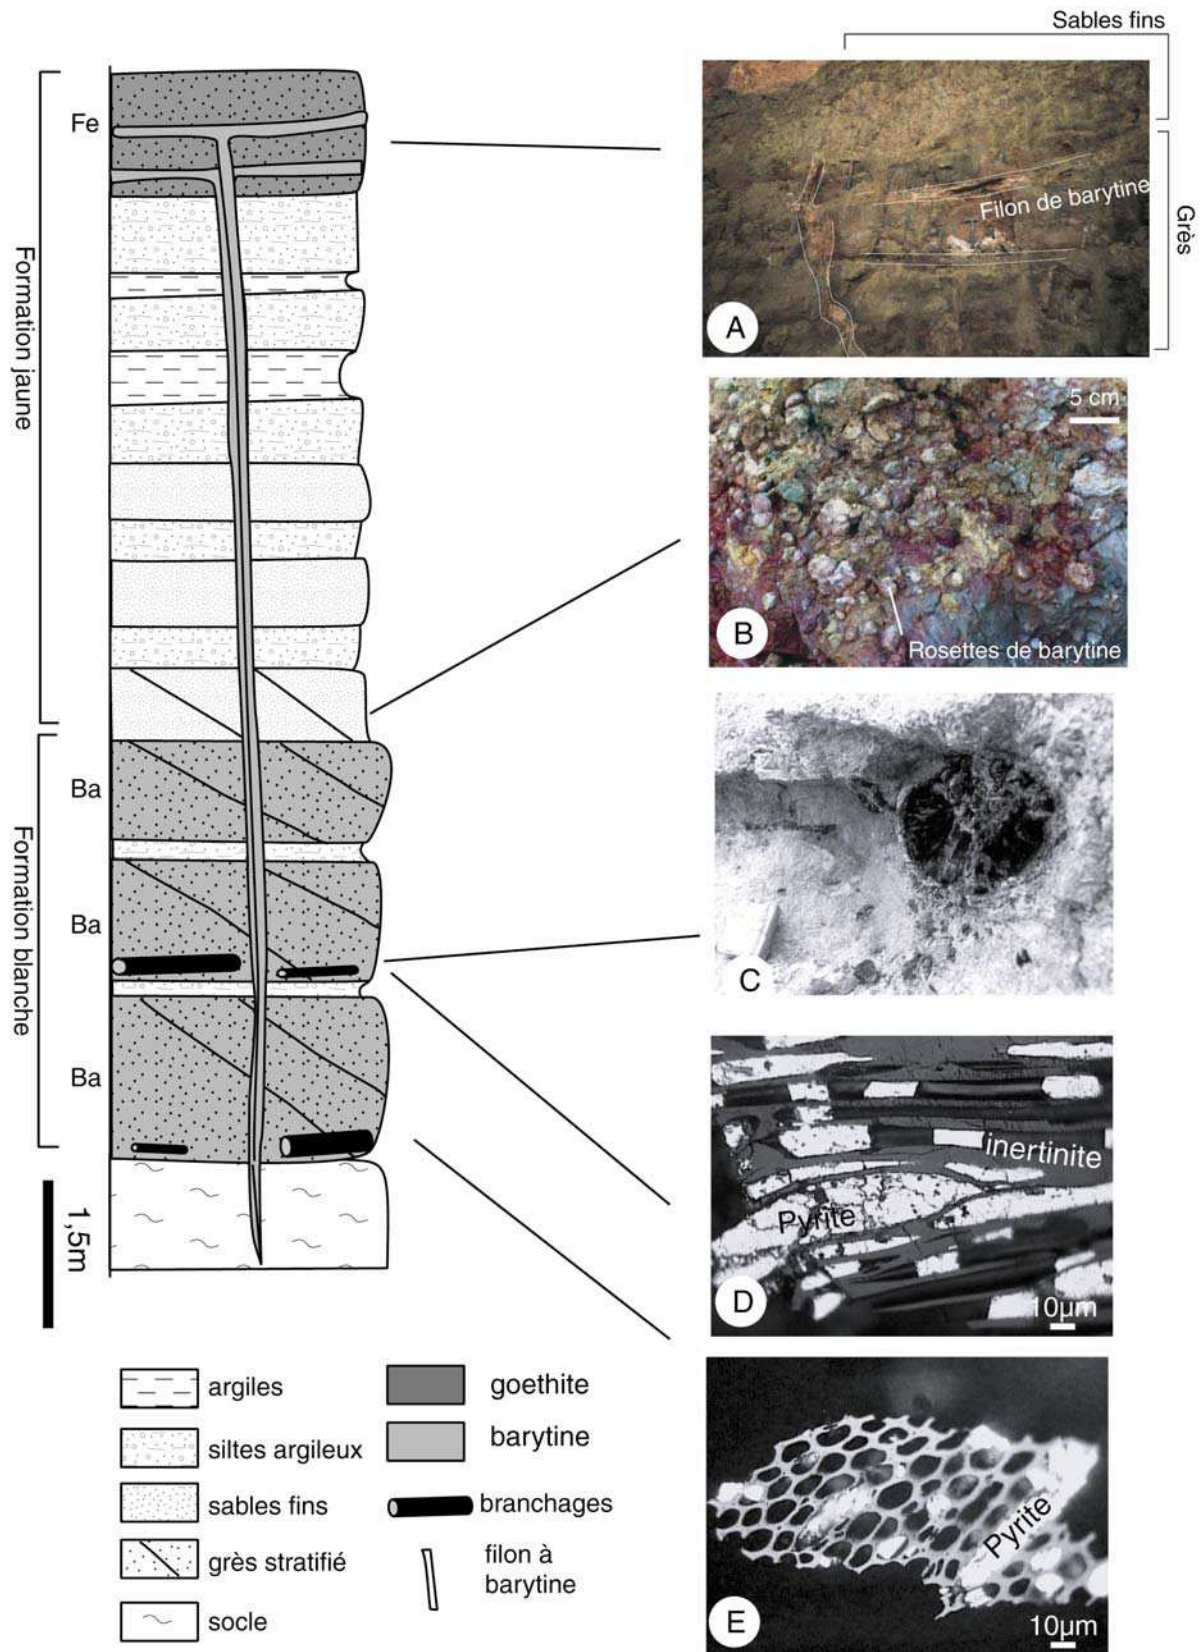 Sables fins
Fe
Filon de barytine
Grès
A
Formation jaune
5 cm
B
Rosettes de barytine
Ba
Formation blanche
Ba
C
Ba
inertinite
Pyrite
D
10µm
1,5m
argiles
goethite
siltes argileux
barytine
sables fins
branchages
grès stratifié
filon à
barytine
socle
Pyrite
E
10µm